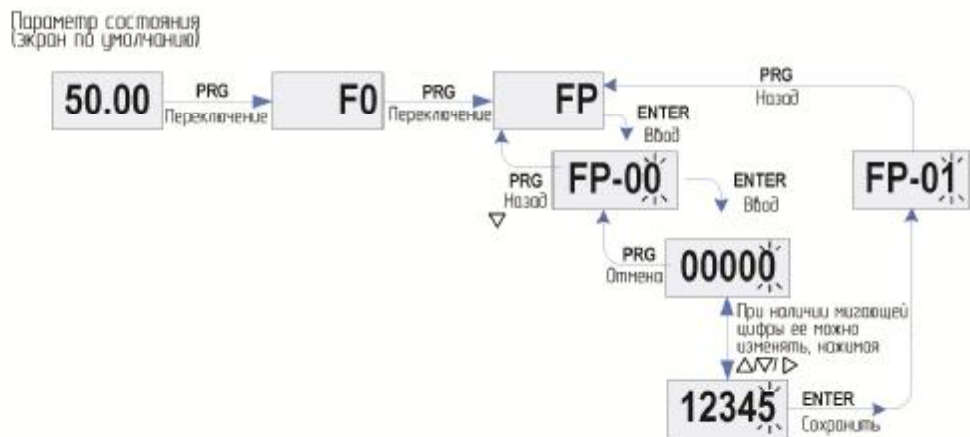 Параметр состояния
(экран по умолчанию)
50.00
PRG
Переключение
F0
PRG
Переключение
FP
PRG
Назад
ENTER
Ввод
PRG
Назад
▽
FP-00
ENTER
Ввод
FP-01
PRG
Отмена
00000
При наличии мигающей
цифры ее можно
изменять, нажимая
△/▽/ ▷
12345
ENTER
Сохранить